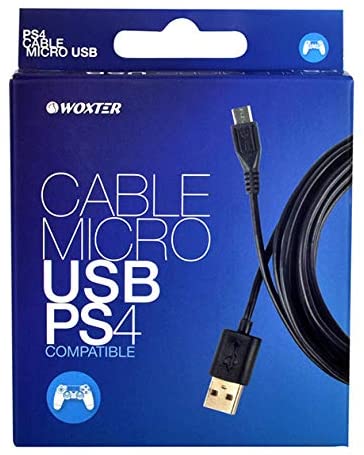 PS4
CABLE
MICRO USB
WOXTER
CABLE
MICRO
USB
PS4
COMPATIBLE